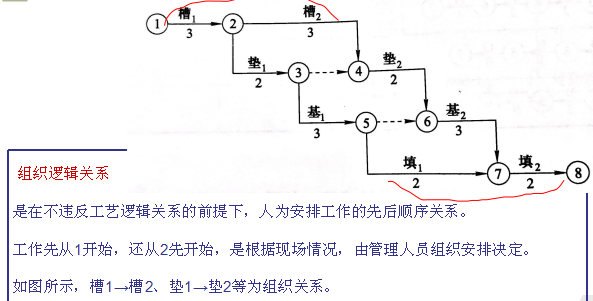 槽₁
槽₂
1
3
2
3
垫₁
垫₂
2
3
4
2
基₁
基₂
3
5
6
3
填₁
填₂
2
7
2
8
组织逻辑关系
是在不违反工艺逻辑关系的前提下，人为安排工作的先后顺序关系。
工作先从1开始，还从2先开始，是根据现场情况，由管理人员组织安排决定。
如图所示，槽1→槽2、垫1→垫2等为组织关系。